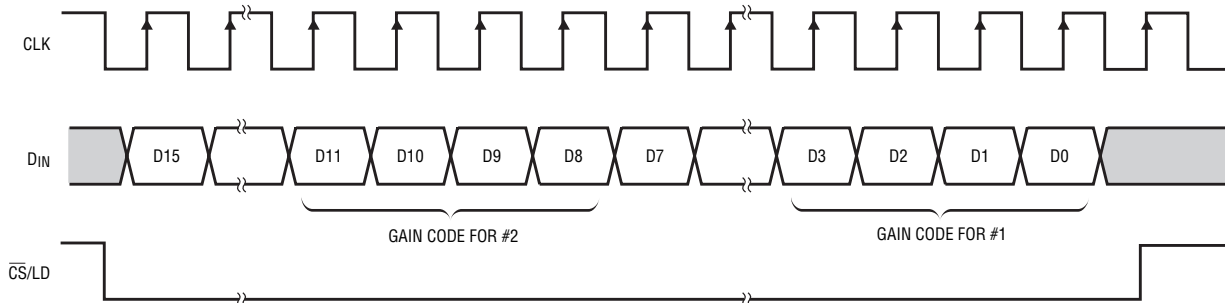 CLK
DIN
D15
D11
D10
D9
D8
D7
D3
D2
D1
D0
GAIN CODE FOR #2
GAIN CODE FOR #1
C̅S̅/LD